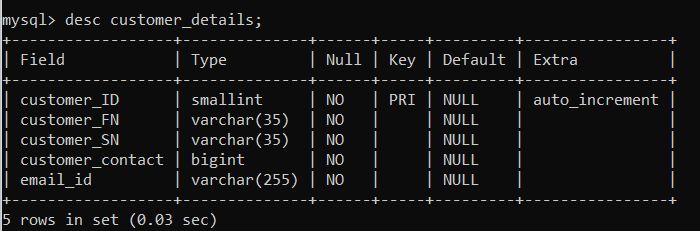 mysql> desc customer_details;
+------------------+--------------+------+-----+---------+----------------+
| Field            | Type         | Null | Key | Default | Extra          |
+------------------+--------------+------+-----+---------+----------------+
| customer_ID      | smallint     | NO   | PRI | NULL    | auto_increment |
| customer_FN      | varchar(35)  | NO   |     | NULL    |                |
| customer_SN      | varchar(35)  | NO   |     | NULL    |                |
| customer_contact | bigint       | NO   |     | NULL    |                |
| email_id         | varchar(255) | NO   |     | NULL    |                |
+------------------+--------------+------+-----+---------+----------------+
5 rows in set (0.03 sec)